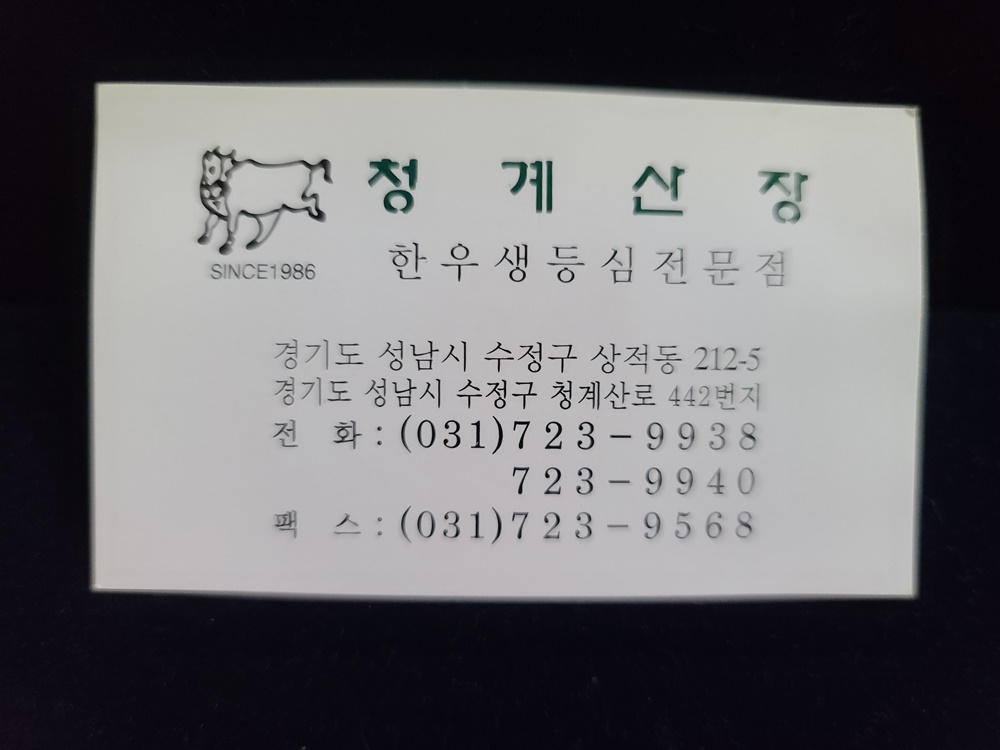 청계산장
SINCE1986
한우생등심전문점
경기도 성남시 수정구 상적동 212-5
경기도 성남시 수정구 청계산로 442번지
전 화 : (031)723-9938
723-9940
팩 스 : (031)723-9568